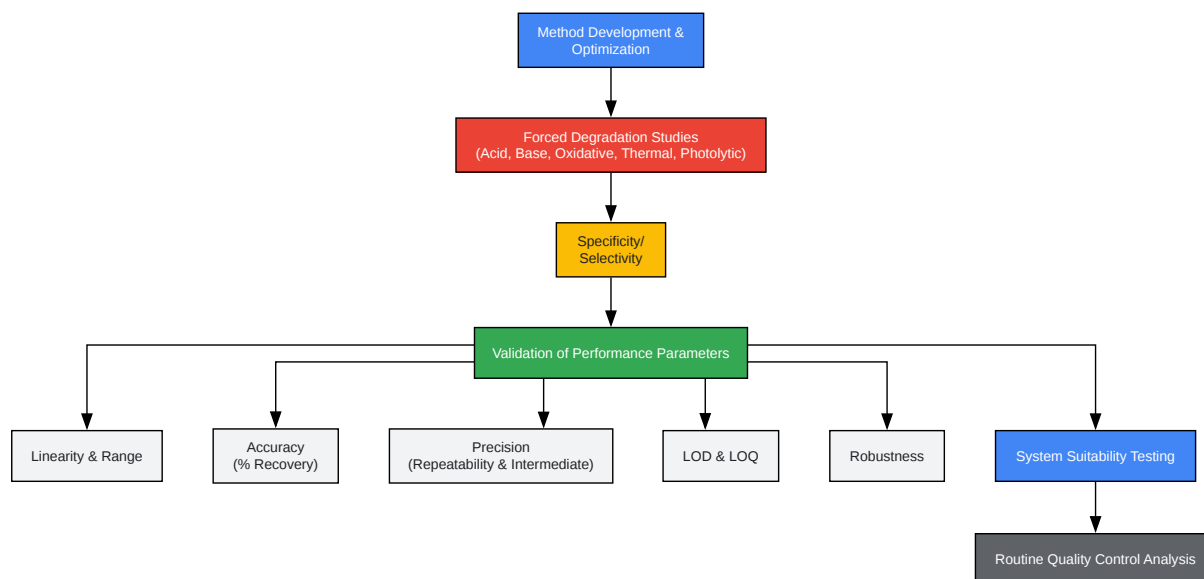 Method Development &
Optimization
Forced Degradation Studies
(Acid, Base, Oxidative, Thermal, Photolytic)
Specificity/
Selectivity
Validation of Performance Parameters
Linearity & Range
Accuracy
(% Recovery)
Precision
(Repeatability & Intermediate)
LOD & LOQ
Robustness
System Suitability Testing
Routine Quality Control Analysis